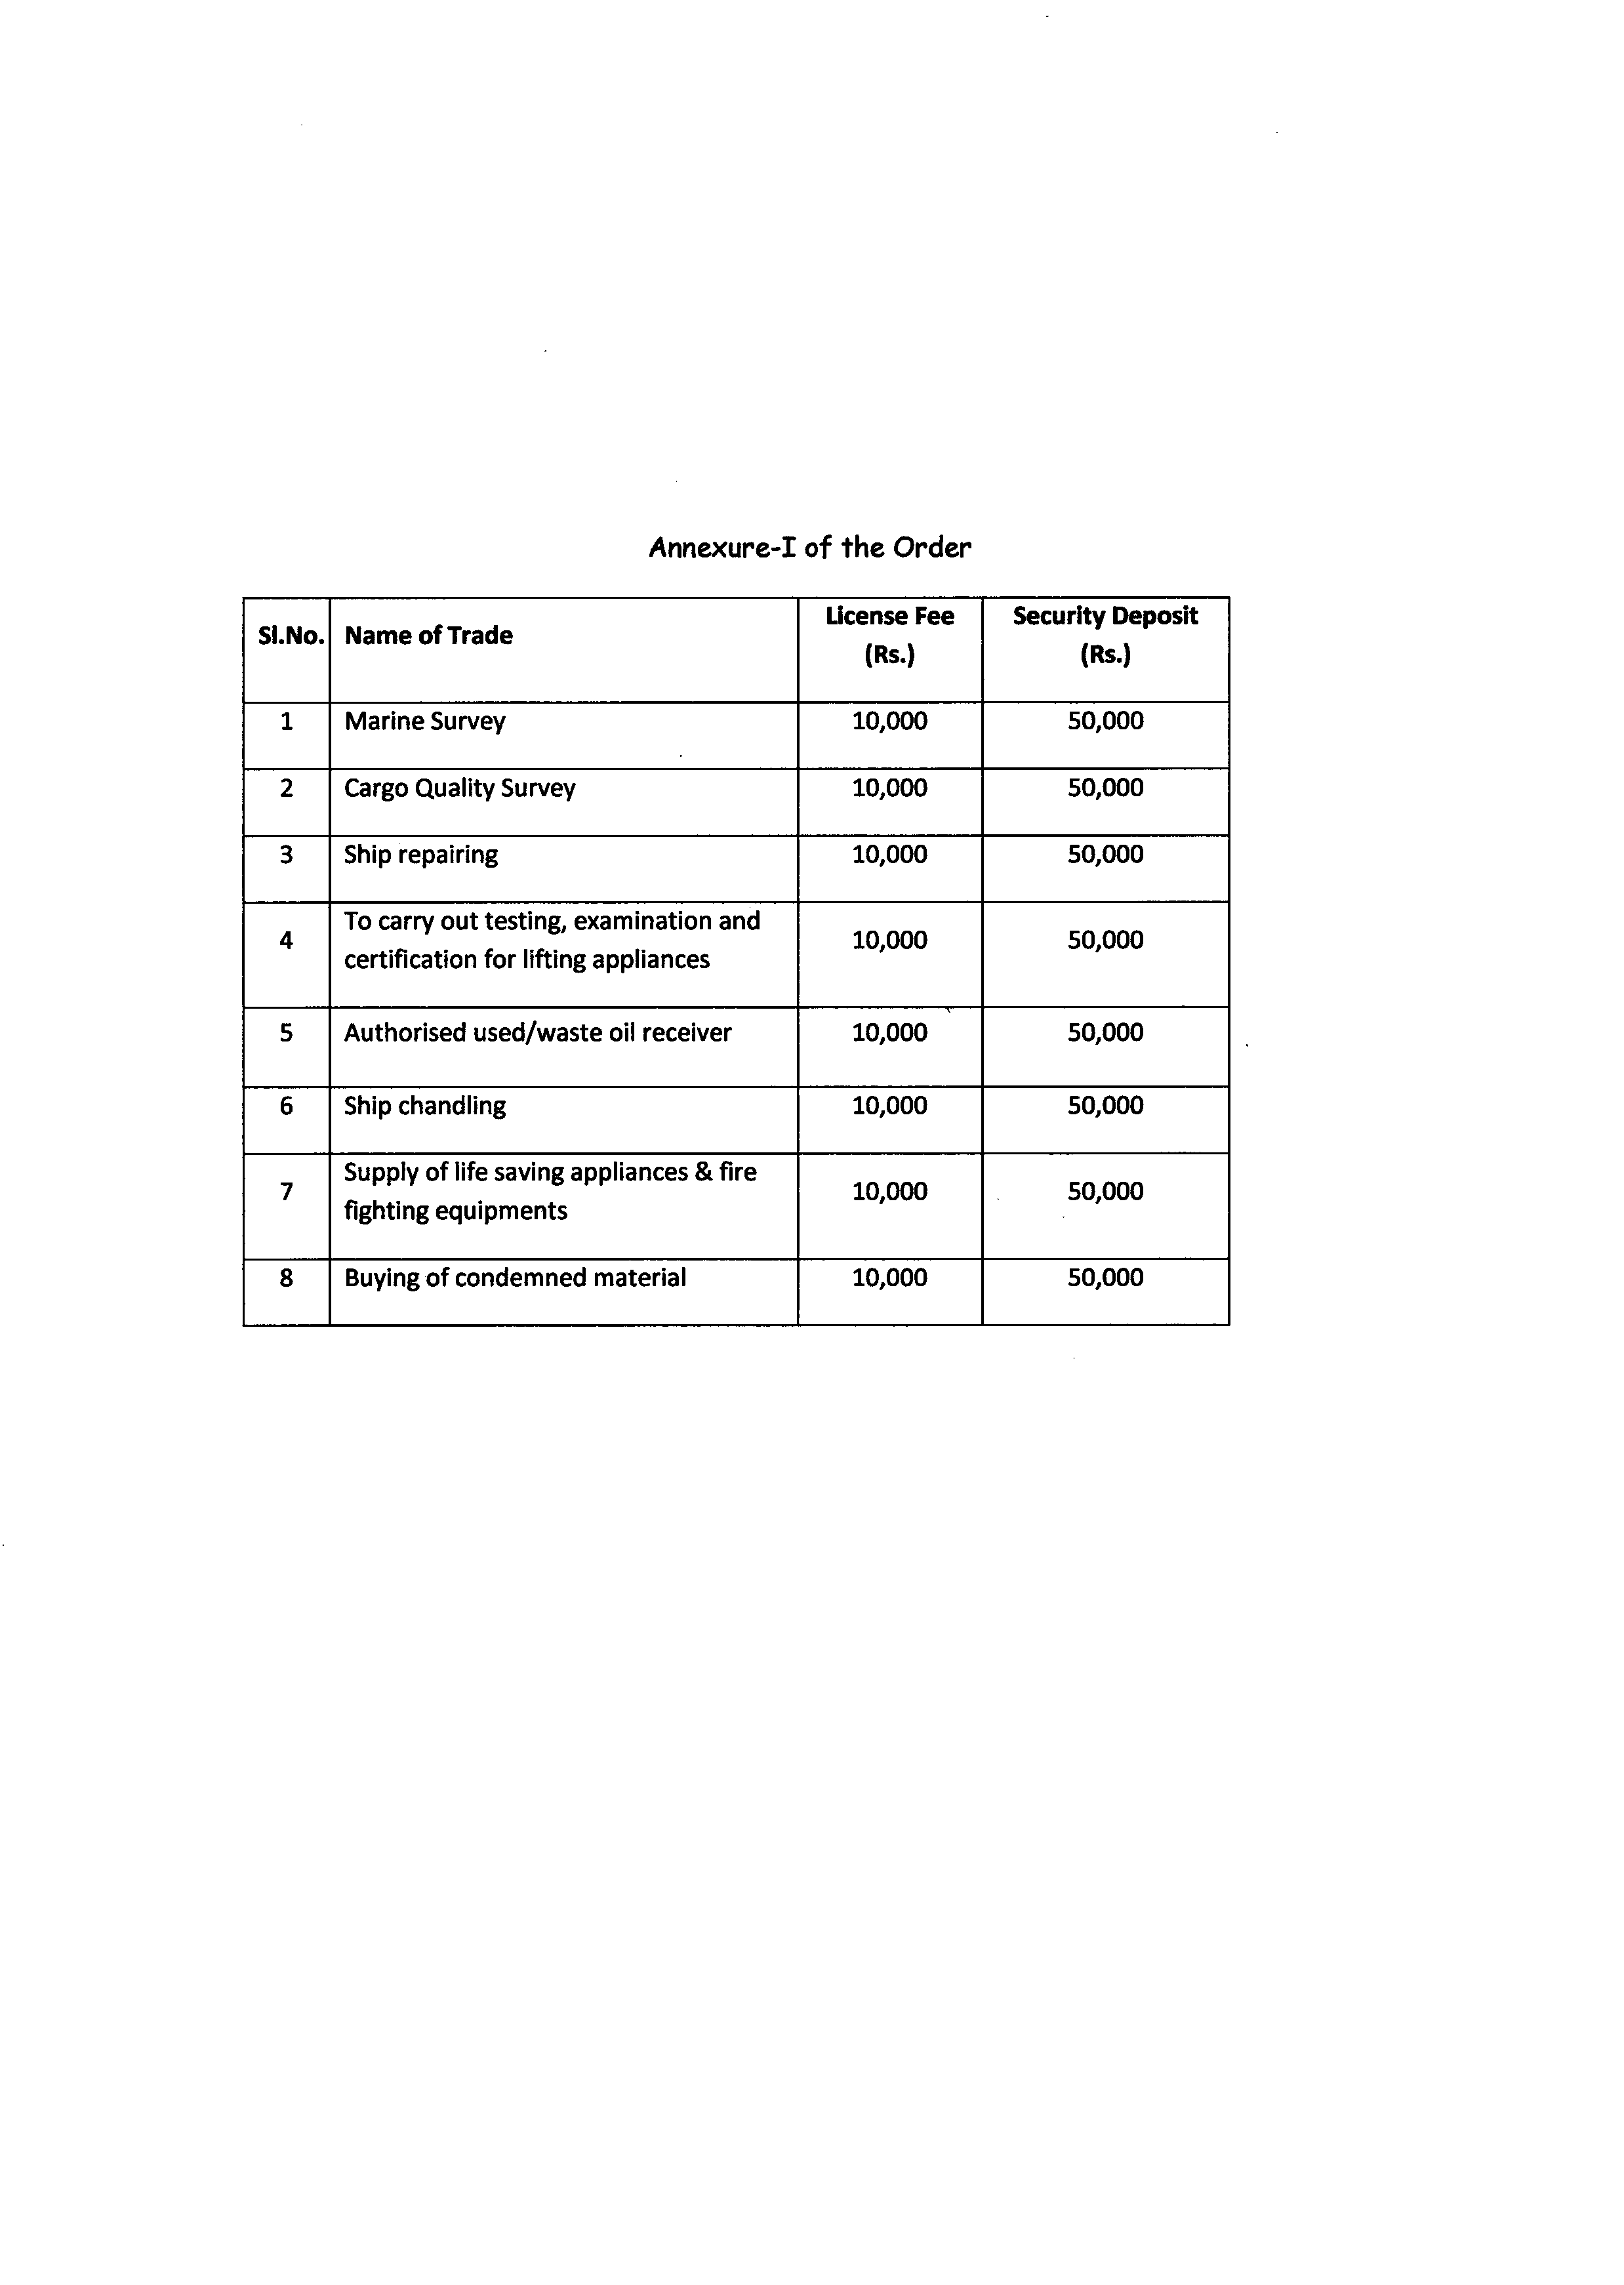 Annexure-I of the Order
Sl.No. Name of Trade License Fee (Rs.) Security Deposit (Rs.)
1 Marine Survey 10,000 50,000
2 Cargo Quality Survey 10,000 50,000
3 Ship repairing 10,000 50,000
4 To carry out testing, examination and
certification for lifting appliances 10,000 50,000
5 Authorised used/waste oil receiver 10,000 50,000
6 Ship chandling 10,000 50,000
7 Supply of life saving appliances & fire
fighting equipments 10,000 50,000
8 Buying of condemned material 10,000 50,000